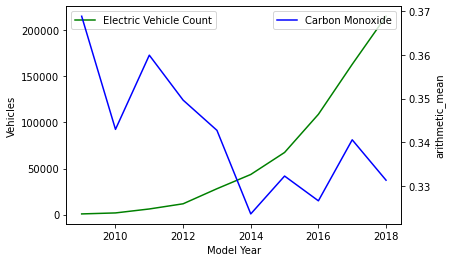 Electric Vehicle Count
Carbon Monoxide
0.37
200000
0.36
150000
0.35
Vehicles
100000
arithmetic_mean
0.34
50000
0.33
0
2010 2012 2014 2016 2018
Model Year